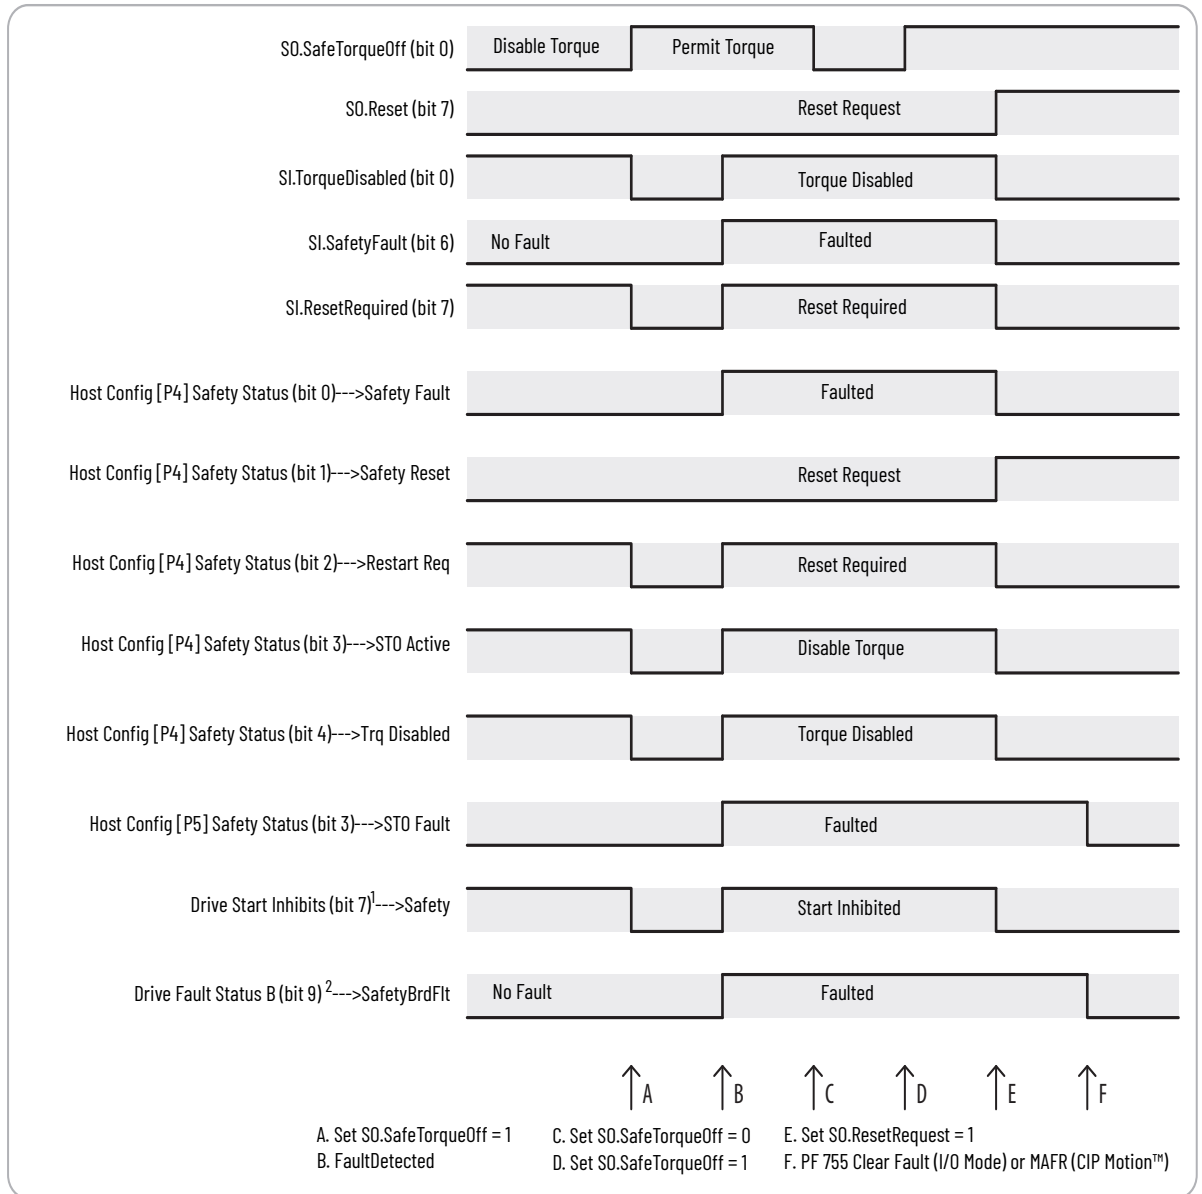 SO.SafeTorqueOff (bit 0) Disable Torque Permit Torque
SO.Reset (bit 7) Reset Request
SI.TorqueDisabled (bit 0) Torque Disabled
SI.SafetyFault (bit 6) No Fault Faulted
SI.ResetRequired (bit 7) Reset Required
Host Config [P4] Safety Status (bit 0)--->Safety Fault Faulted
Host Config [P4] Safety Status (bit 1)--->Safety Reset Reset Request
Host Config [P4] Safety Status (bit 2)--->Restart Req Reset Required
Host Config [P4] Safety Status (bit 3)--->STO Active Disable Torque
Host Config [P4] Safety Status (bit 4)--->Trq Disabled Torque Disabled
Host Config [P5] Safety Status (bit 3)--->STO Fault Faulted
Drive Start Inhibits (bit 7)1--->Safety Start Inhibited
Drive Fault Status B (bit 9) 2--->SafetyBrdFlt No Fault Faulted
A B C D E F
A. Set SO.SafeTorqueOff = 1 C. Set SO.SafeTorqueOff = 0 E. Set SO.ResetRequest = 1
B. FaultDetected D. Set SO.SafeTorqueOff = 1 F. PF 755 Clear Fault (I/O Mode) or MAFR (CIP Motion™)